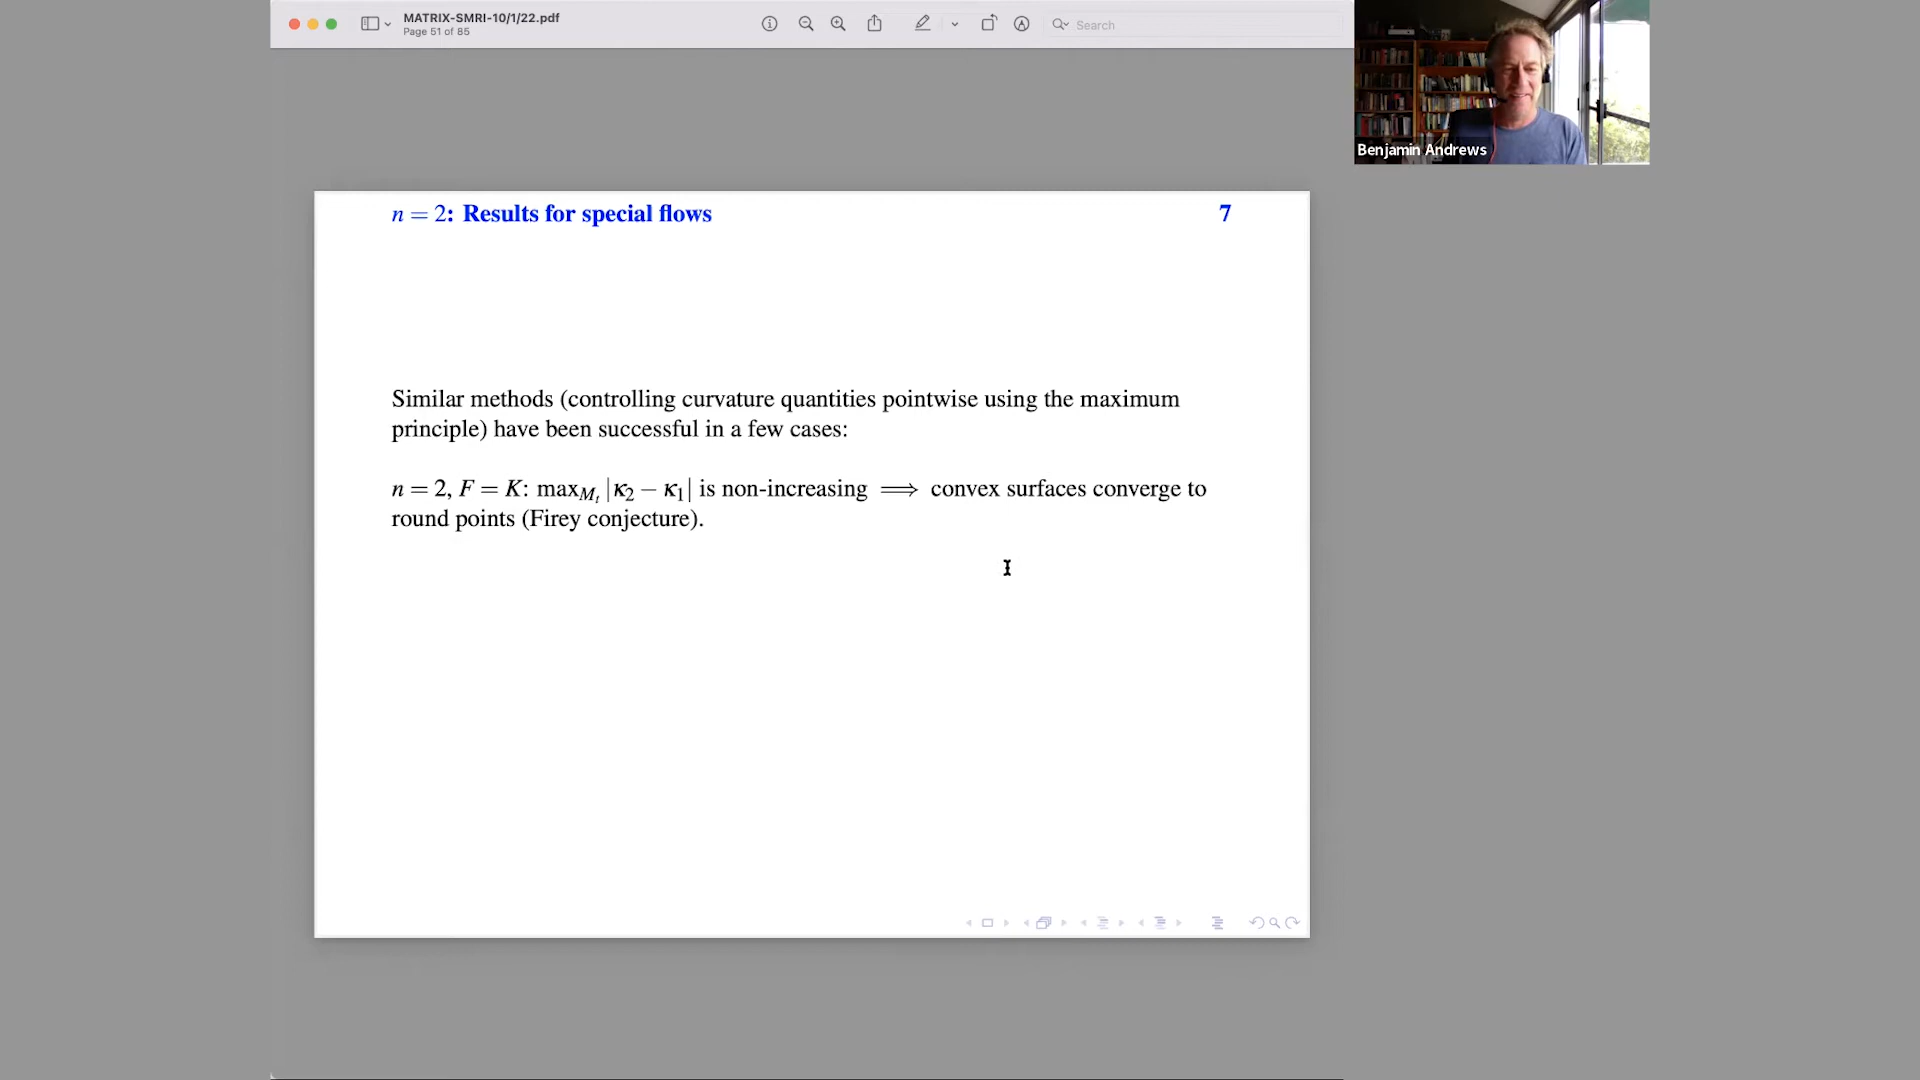 MATRIX-SMRI-10/1/22.pdf
Page 51 of 85
Search
Benjamin Andrews
n = 2: Results for special flows 7
Similar methods (controlling curvature quantities pointwise using the maximum
principle) have been successful in a few cases:
n = 2, F = K: max_{M_t} |κ₂ − κ₁| is non-increasing ⟹ convex surfaces converge to
round points (Firey conjecture).